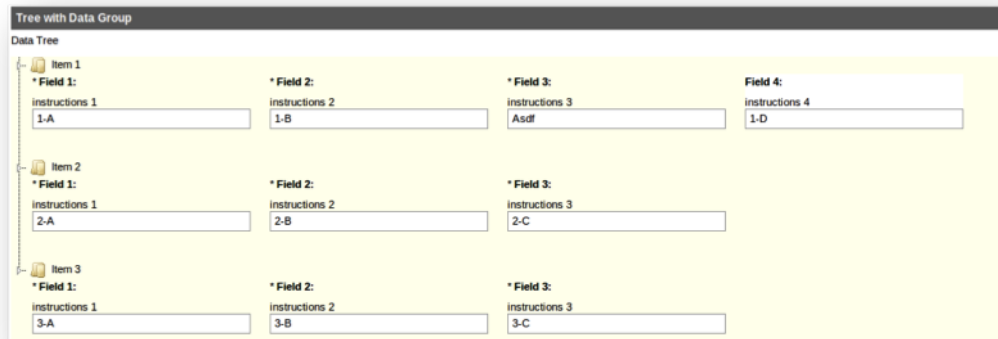 Tree with Data Group
Data Tree
Item 1
* Field 1: * Field 2: * Field 3: Field 4:
instructions 1 instructions 2 instructions 3 instructions 4
1-A 1-B Asdf 1-D
Item 2
* Field 1: * Field 2: * Field 3:
instructions 1 instructions 2 instructions 3
2-A 2-B 2-C
Item 3
* Field 1: * Field 2: * Field 3:
instructions 1 instructions 2 instructions 3
3-A 3-B 3-C